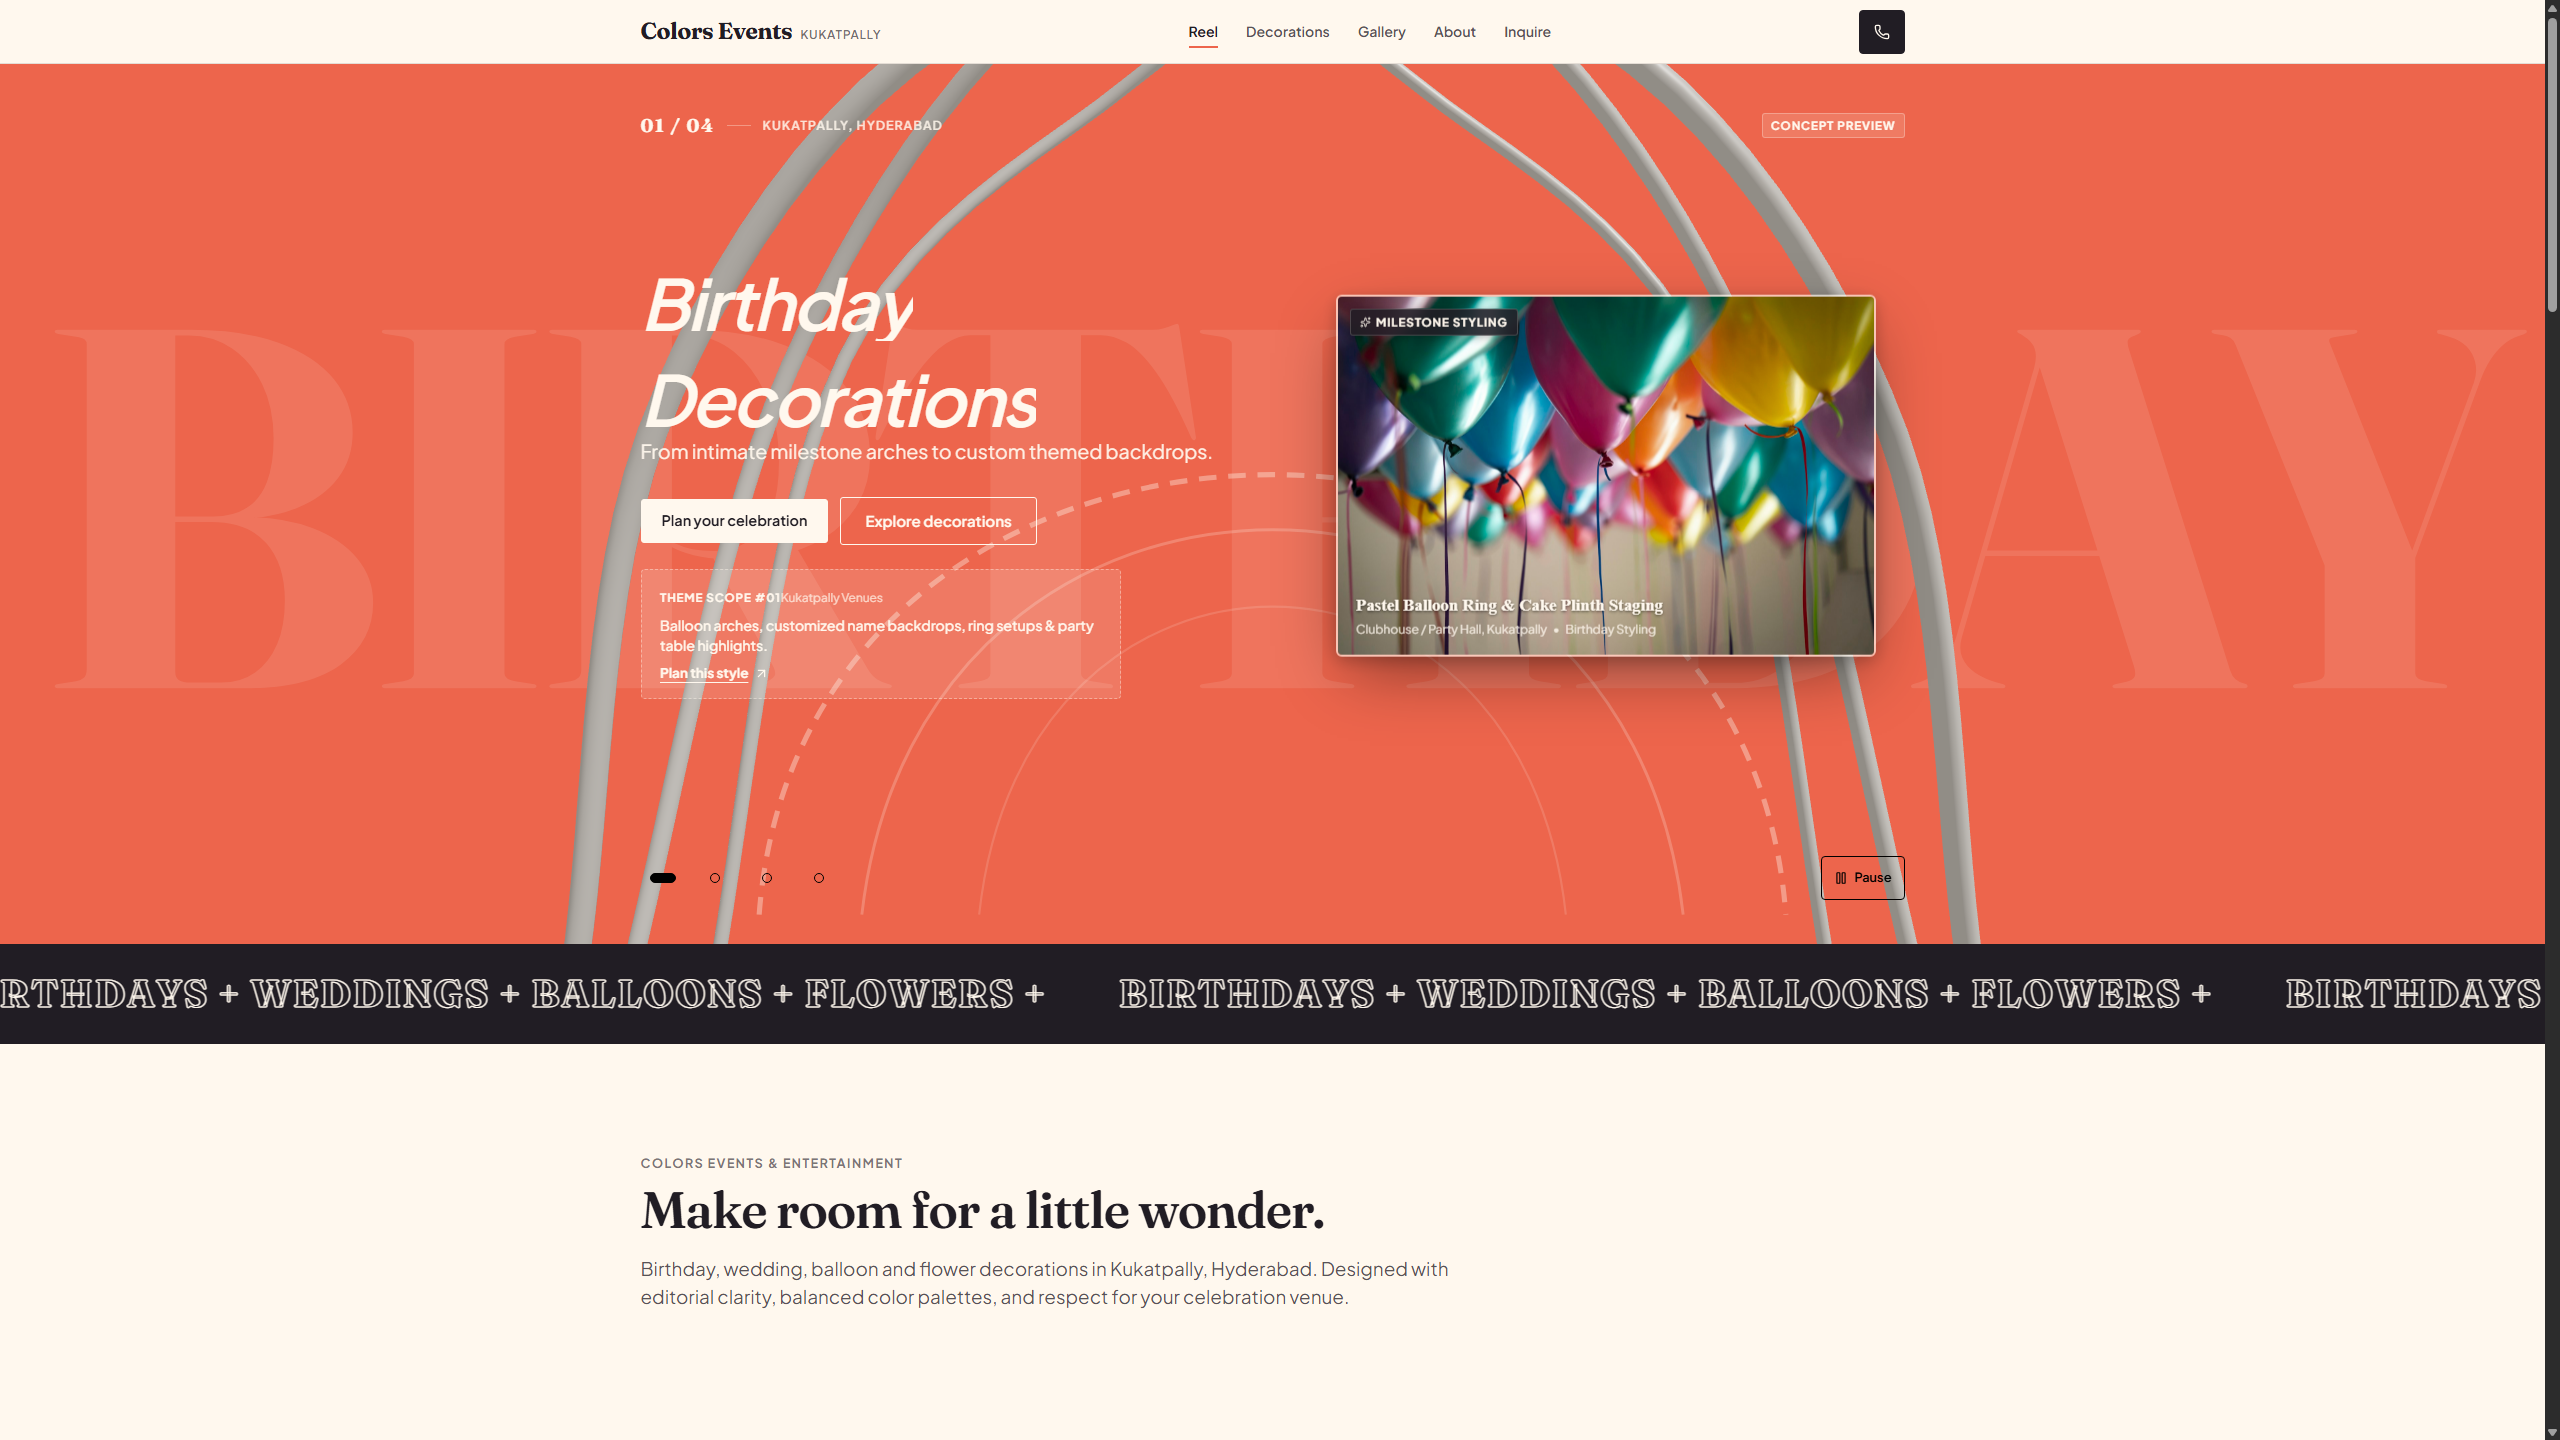 Colors Events KUKATPALLY
Reel Decorations Gallery About Inquire
01 / 04 KUKATPALLY, HYDERABAD
CONCEPT PREVIEW
BIRTHDAY
Birthday
Decorations
From intimate milestone arches to custom themed backdrops.
Plan your celebration Explore decorations
THEME SCOPE #01Kukatpally Venues
Balloon arches, customized name backdrops, ring setups & party
table highlights.
Plan this style
MILESTONE STYLING
Pastel Balloon Ring & Cake Plinth Staging
Clubhouse / Party Hall, Kukatpally • Birthday Styling
Pause
RTHDAYS + WEDDINGS + BALLOONS + FLOWERS + BIRTHDAYS + WEDDINGS + BALLOONS + FLOWERS + BIRTHDAYS
COLORS EVENTS & ENTERTAINMENT
Make room for a little wonder.
Birthday, wedding, balloon and flower decorations in Kukatpally, Hyderabad. Designed with
editorial clarity, balanced color palettes, and respect for your celebration venue.